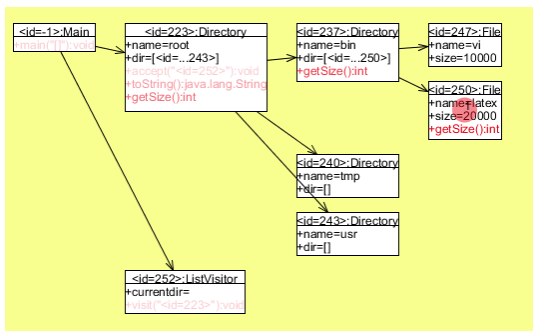 <id=-1>:Main
+main("[]"):void
<id=223>:Directory
+name=root
+dir=[<id=...243>]
+accept("<id=252>"):void
+toString():java.lang.String
+getSize():int
<id=237>:Directory
+name=bin
+dir=[<id=...250>]
+getSize():int
<id=247>:File
+name=vi
+size=10000
<id=250>:File
+name=latex
+size=20000
+getSize():int
<id=240>:Directory
+name=tmp
+dir=[]
<id=243>:Directory
+name=usr
+dir=[]
<id=252>:ListVisitor
+currentdir=
+visit("<id=223>"):void